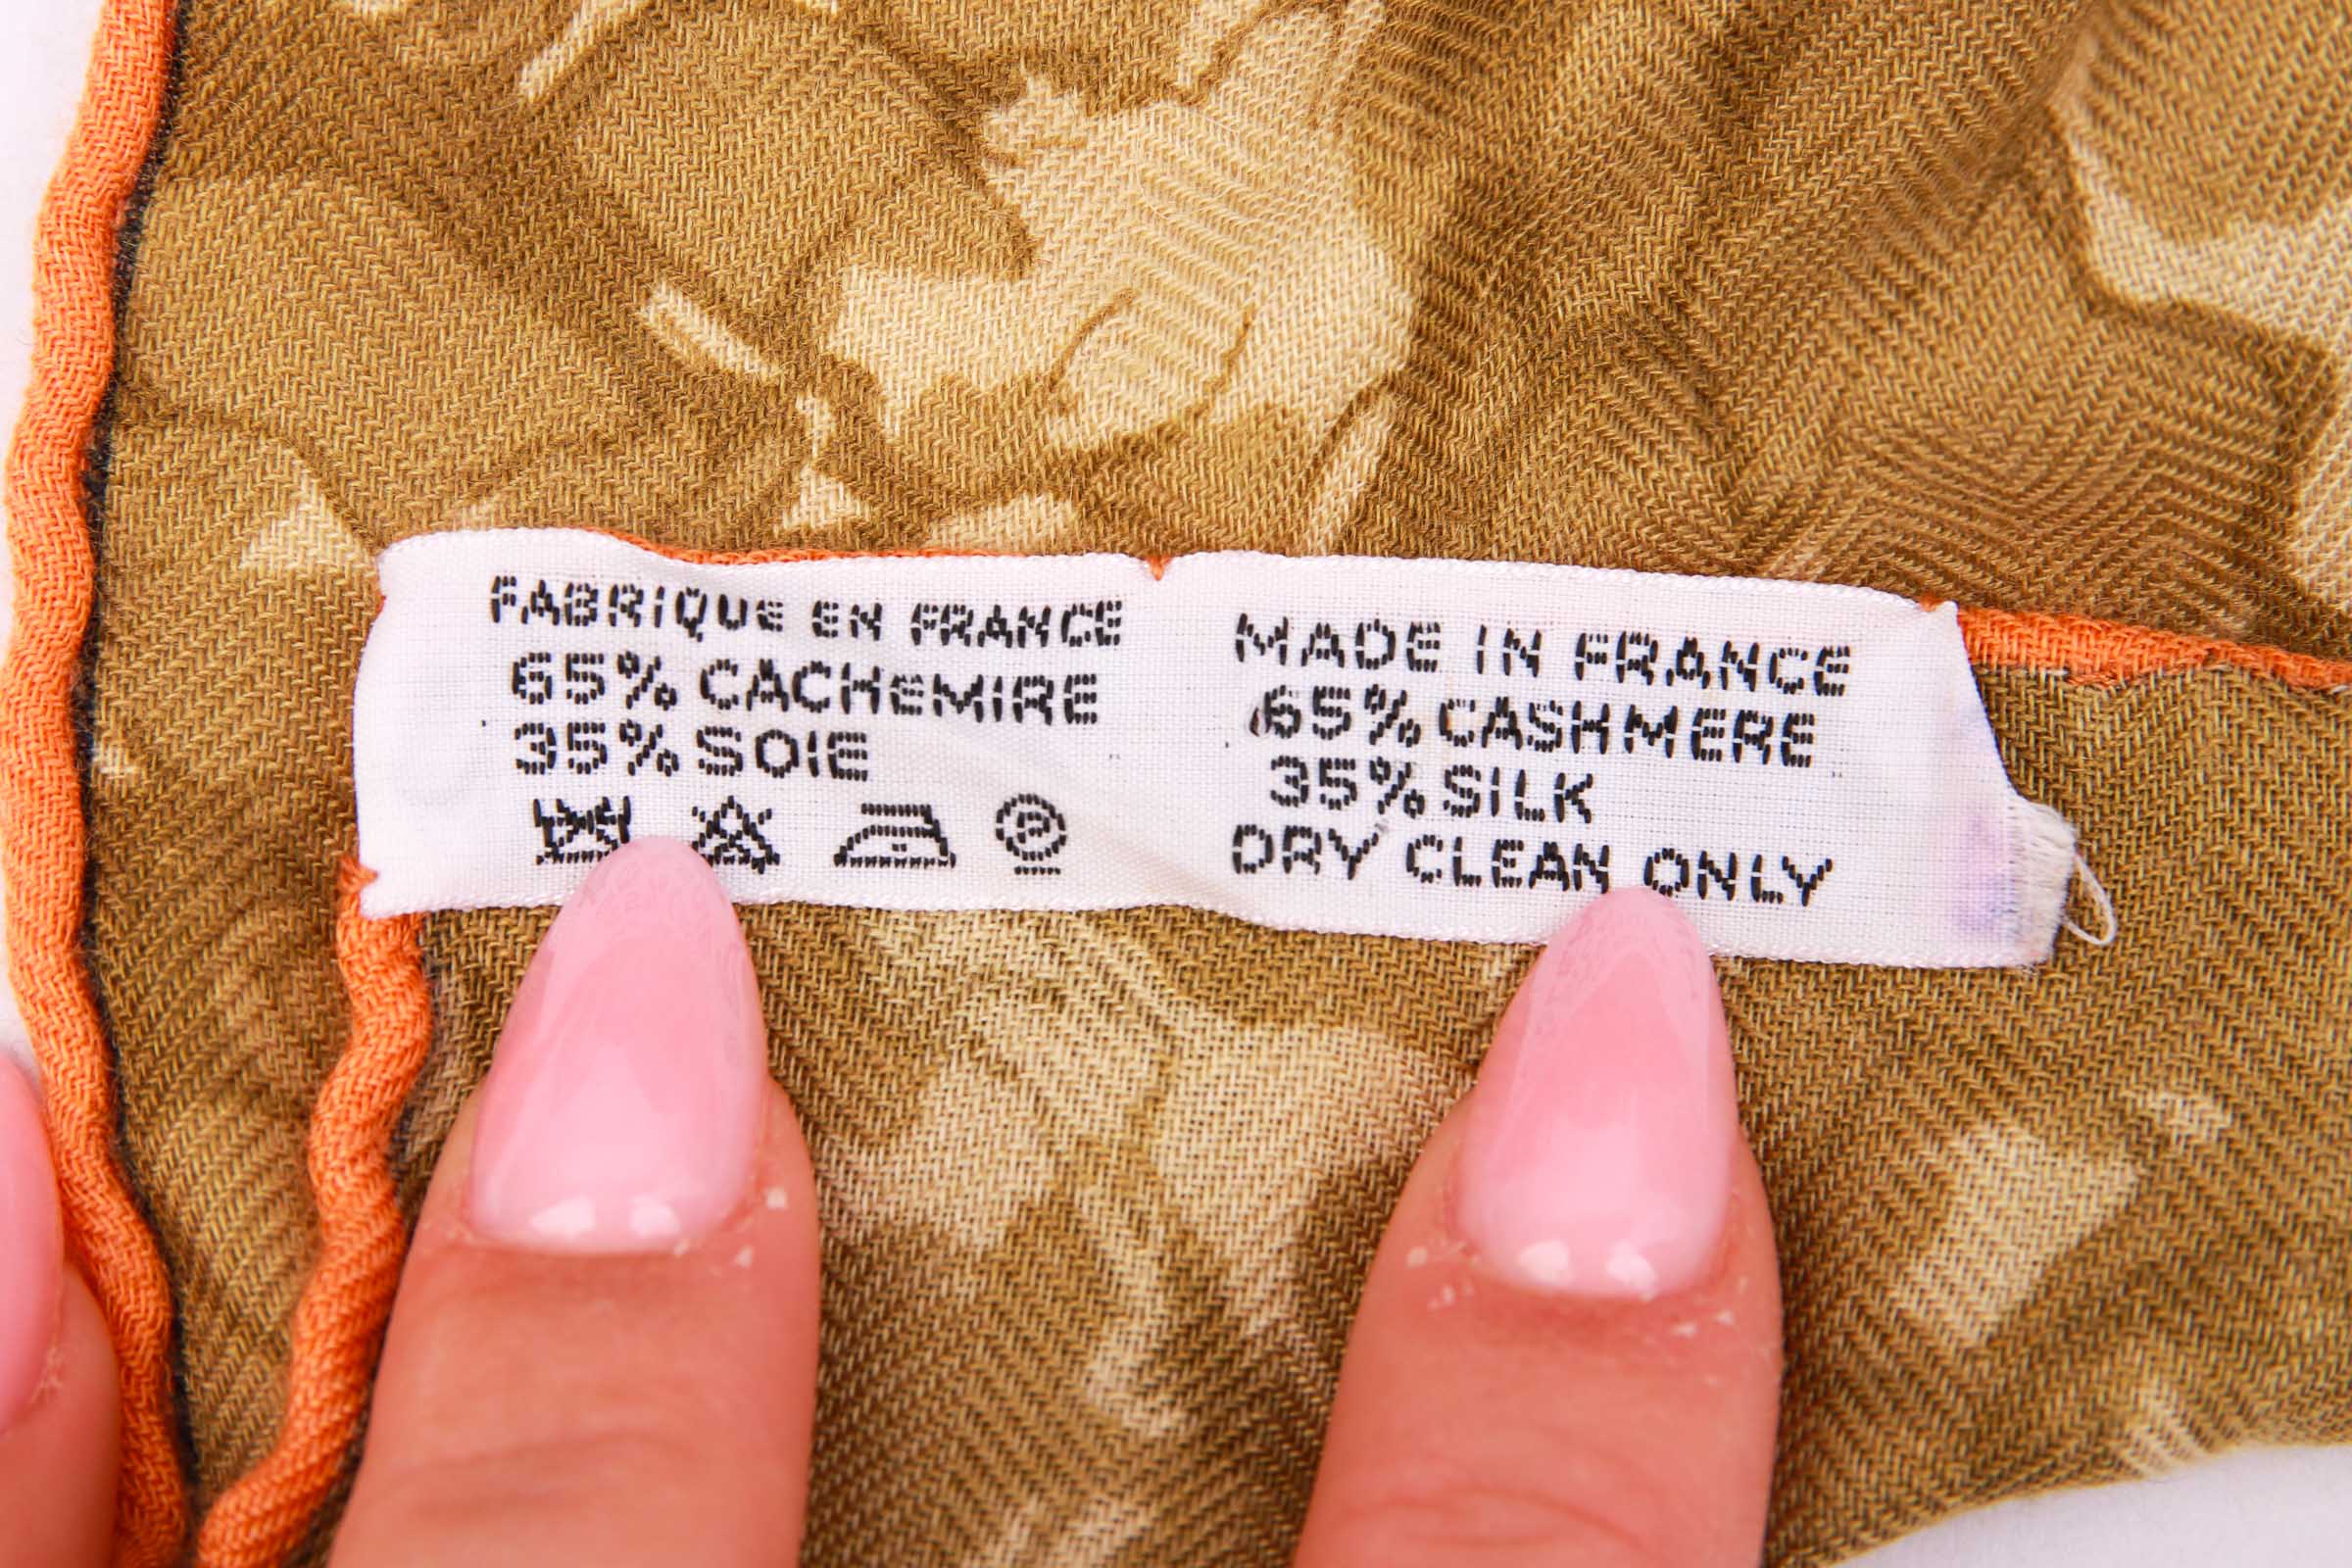 FABRIQUE EN FRANCE
65% CACHEMIRE
35% SOIE
P
MADE IN FRANCE
65% CASHMERE
35% SILK
DRY CLEAN ONLY